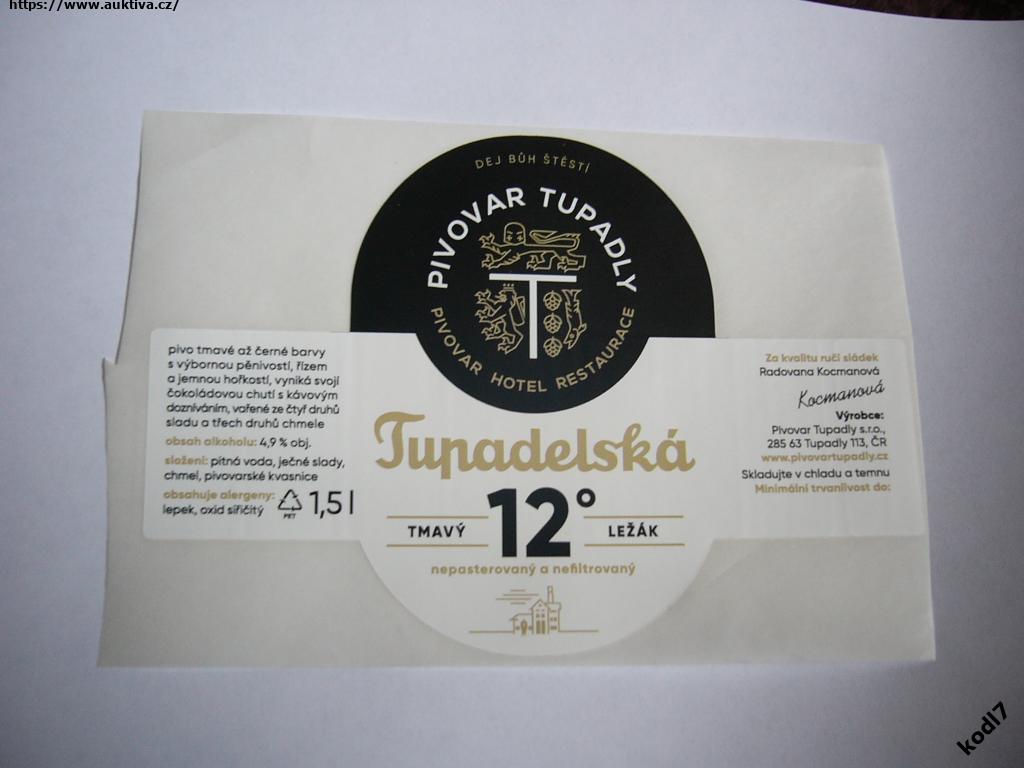 https://www.auktiva.cz/
DEJ BŮH ŠTĚSTÍ
PIVOVAR TUPADLY
T
PIVOVAR HOTEL RESTAURACE
pivo tmavé až černé barvy
s výbornou pěnivostí, řízem
a jemnou hořkostí, vyniká svojí
čokoládovou chutí s kávovým
dozníváním, vařené ze čtyř druhů
sladu a třech druhů chmele
obsah alkoholu: 4,9 % obj.
složení: pitná voda, ječné slady,
chmel, pivovarské kvasnice
obsahuje alergeny:
lepek, oxid siřičitý
PET
1,5 l
Tupadelská
12°
TMAVÝ LEŽÁK
nepasterovaný a nefiltrovaný
Za kvalitu ručí sládek
Radovana Kocmanová
Kocmanová
Výrobce:
Pivovar Tupadly s.r.o.,
285 63 Tupadly 113, ČR
www.pivovartupadly.cz
Skladujte v chladu a temnu
Minimální trvanlivost do:
kodl7